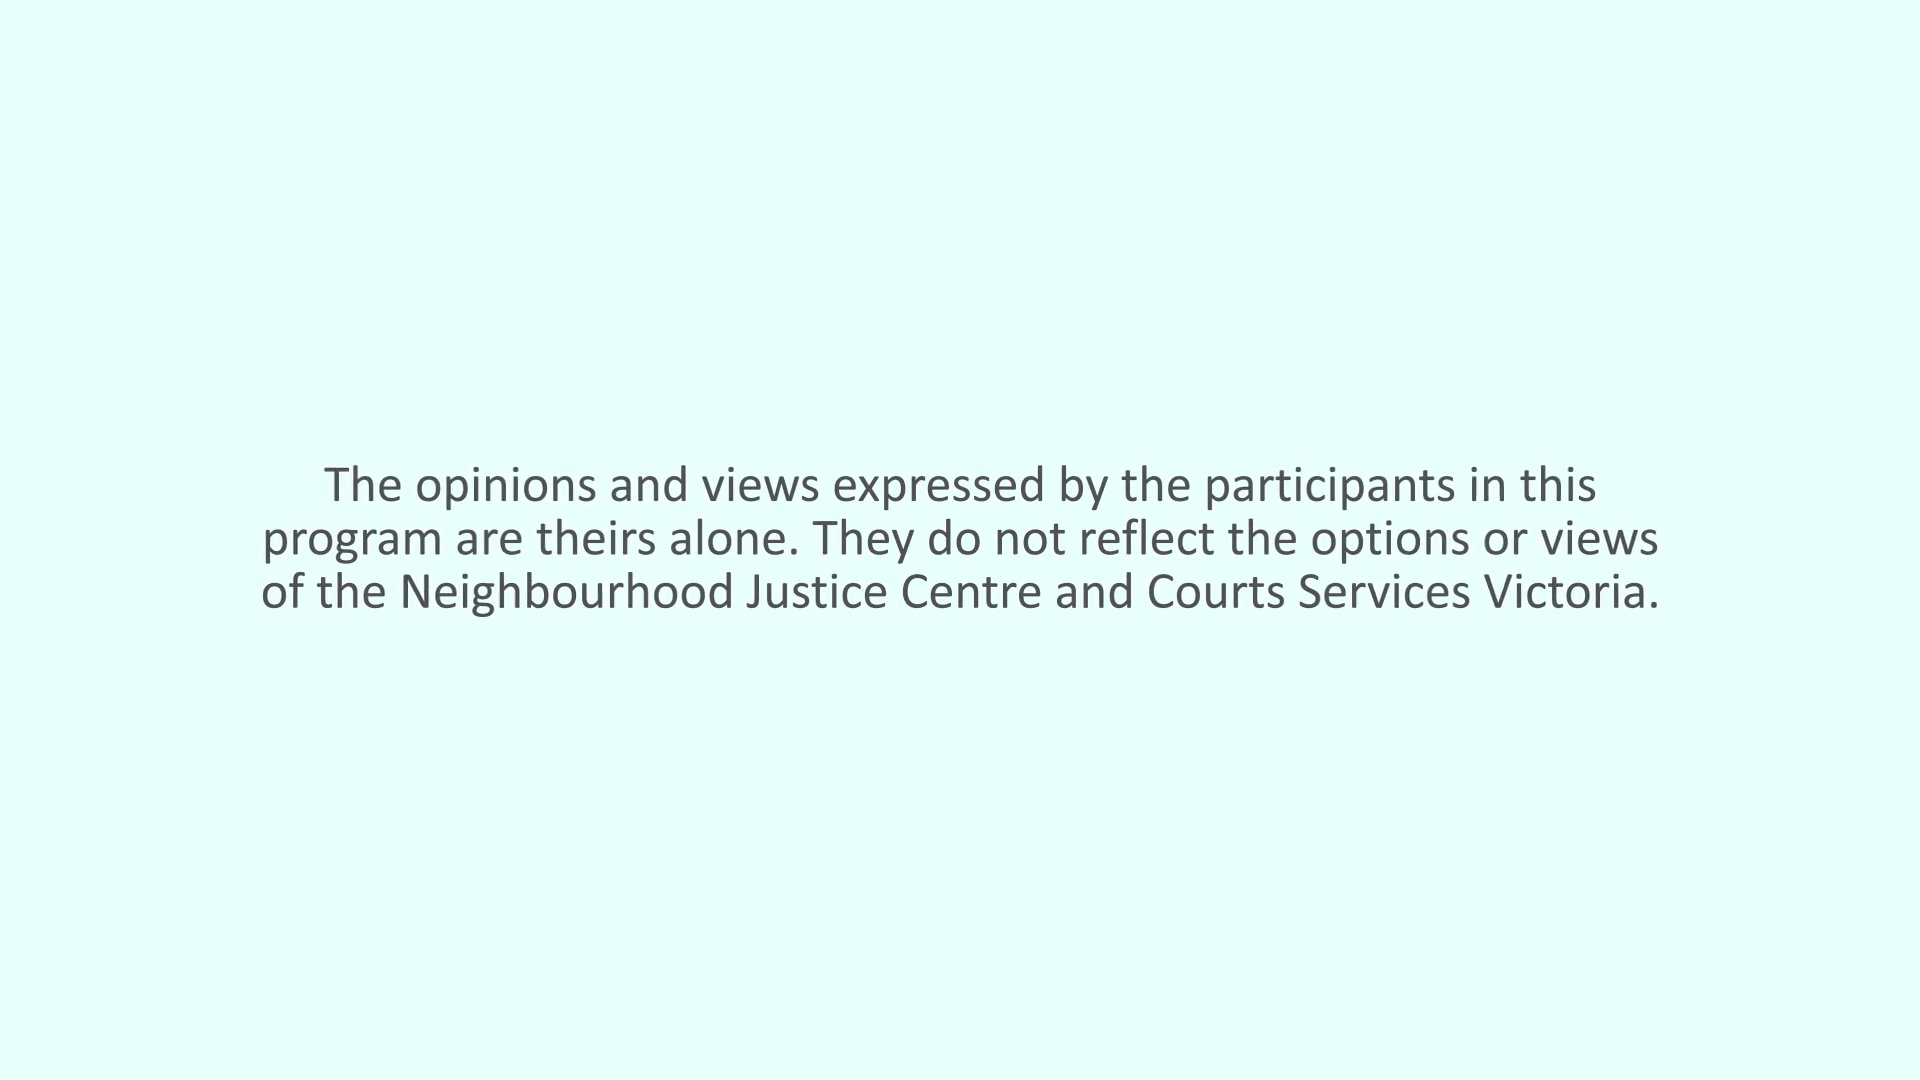 The opinions and views expressed by the participants in this
program are theirs alone. They do not reflect the options or views
of the Neighbourhood Justice Centre and Courts Services Victoria.